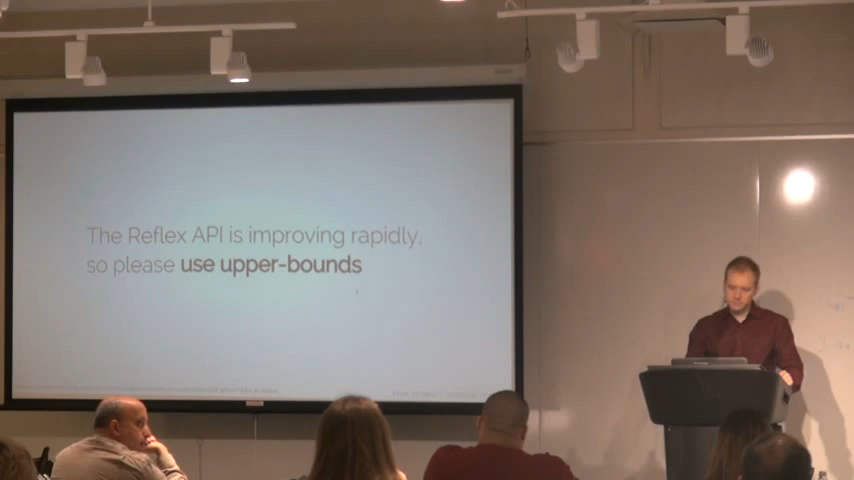 The Reflex API is improving rapidly,
so please use upper-bounds